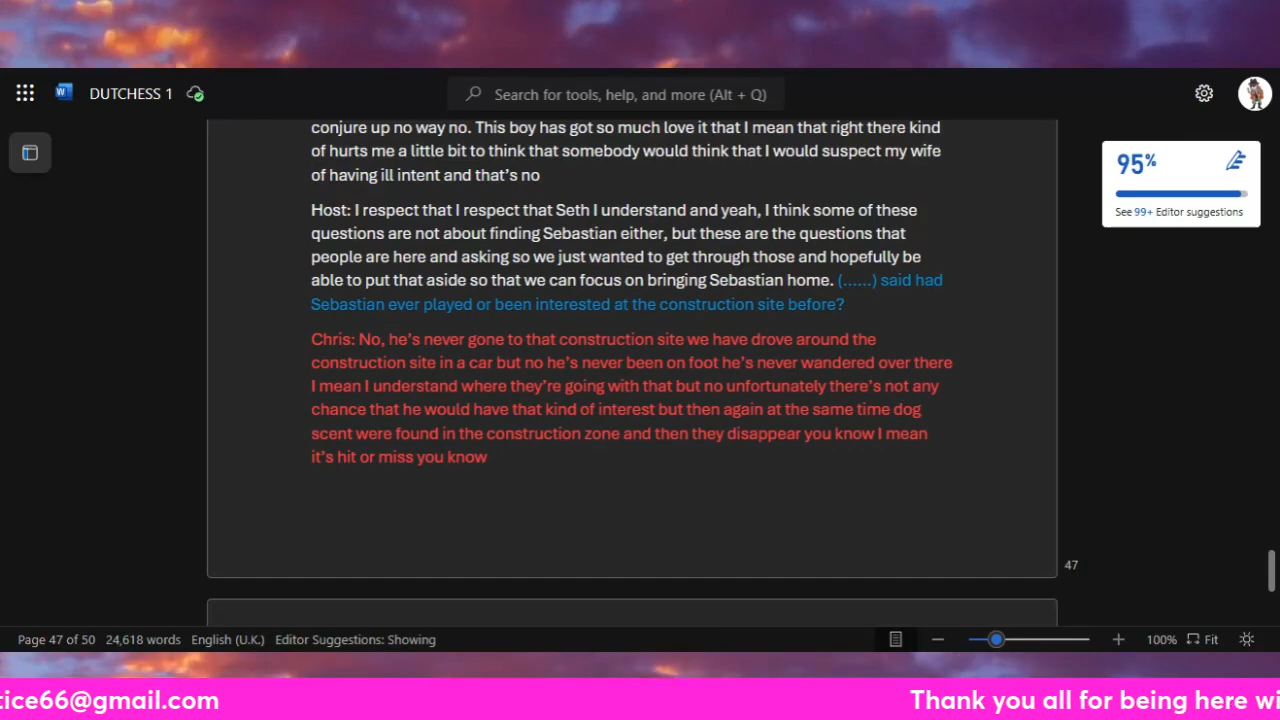 DUTCHESS 1
Search for tools, help, and more (Alt + Q)
conjure up no way no. This boy has got so much love it that I mean that right there kind
of hurts me a little bit to think that somebody would think that I would suspect my wife
of having ill intent and that's no
95%
See 99+ Editor suggestions
Host: I respect that I respect that Seth I understand and yeah, I think some of these
questions are not about finding Sebastian either, but these are the questions that
people are here and asking so we just wanted to get through those and hopefully be
able to put that aside so that we can focus on bringing Sebastian home. (……) said had
Sebastian ever played or been interested at the construction site before?
Chris: No, he's never gone to that construction site we have drove around the
construction site in a car but no he's never been on foot he's never wandered over there
I mean I understand where they're going with that but no unfortunately there's not any
chance that he would have that kind of interest but then again at the same time dog
scent were found in the construction zone and then they disappear you know I mean
it's hit or miss you know
47
Page 47 of 50 24,618 words English (U.K.) Editor Suggestions: Showing 100% Fit
tice66@gmail.com Thank you all for being here wi